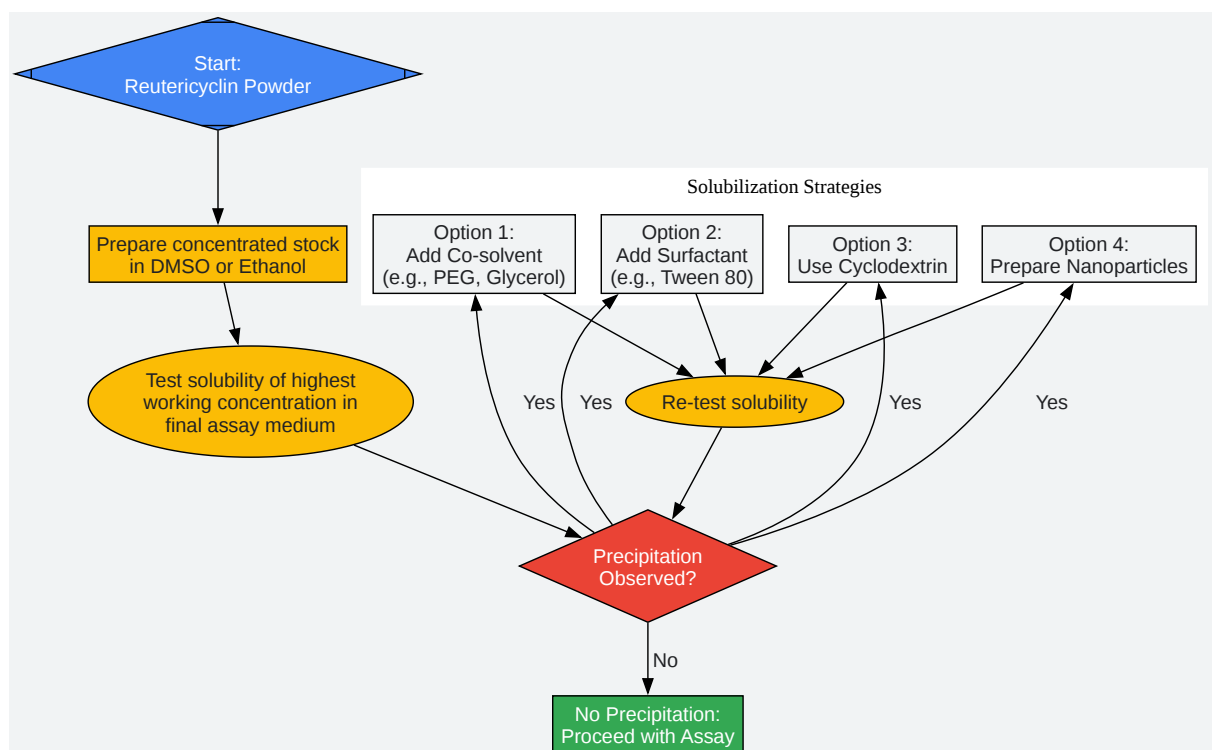 Start:
Reutericyclin Powder
Solubilization Strategies
Prepare concentrated stock
in DMSO or Ethanol
Option 1:
Add Co-solvent
(e.g., PEG, Glycerol)
Option 2:
Add Surfactant
(e.g., Tween 80)
Option 3:
Use Cyclodextrin
Option 4:
Prepare Nanoparticles
Test solubility of highest
working concentration in
final assay medium
Yes
Yes
Re-test solubility
Yes
Yes
Precipitation
Observed?
No
No Precipitation:
Proceed with Assay